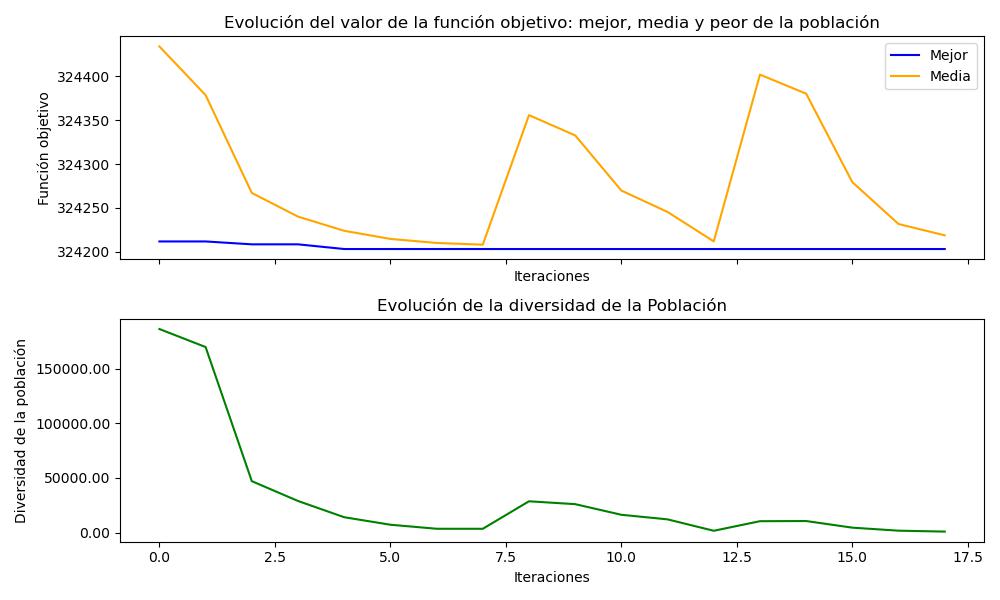 Evolución del valor de la función objetivo: mejor, media y peor de la población
Función objetivo
324400
324350
324300
324250
324200
Mejor
Media
Iteraciones
Evolución de la diversidad de la Población
Diversidad de la población
150000.00
100000.00
50000.00
0.00
0.0 2.5 5.0 7.5 10.0 12.5 15.0 17.5
Iteraciones